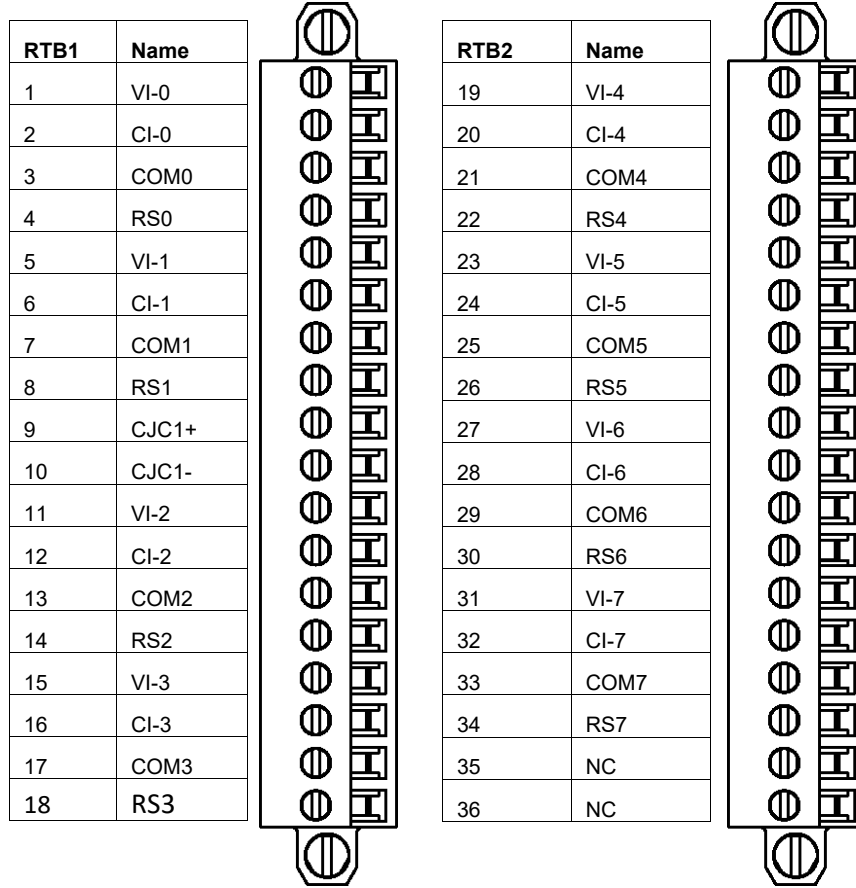 RTB1 Name
1 VI-0
2 CI-0
3 COM0
4 RS0
5 VI-1
6 CI-1
7 COM1
8 RS1
9 CJC1+
10 CJC1-
11 VI-2
12 CI-2
13 COM2
14 RS2
15 VI-3
16 CI-3
17 COM3
18 RS3
RTB2 Name
19 VI-4
20 CI-4
21 COM4
22 RS4
23 VI-5
24 CI-5
25 COM5
26 RS5
27 VI-6
28 CI-6
29 COM6
30 RS6
31 VI-7
32 CI-7
33 COM7
34 RS7
35 NC
36 NC